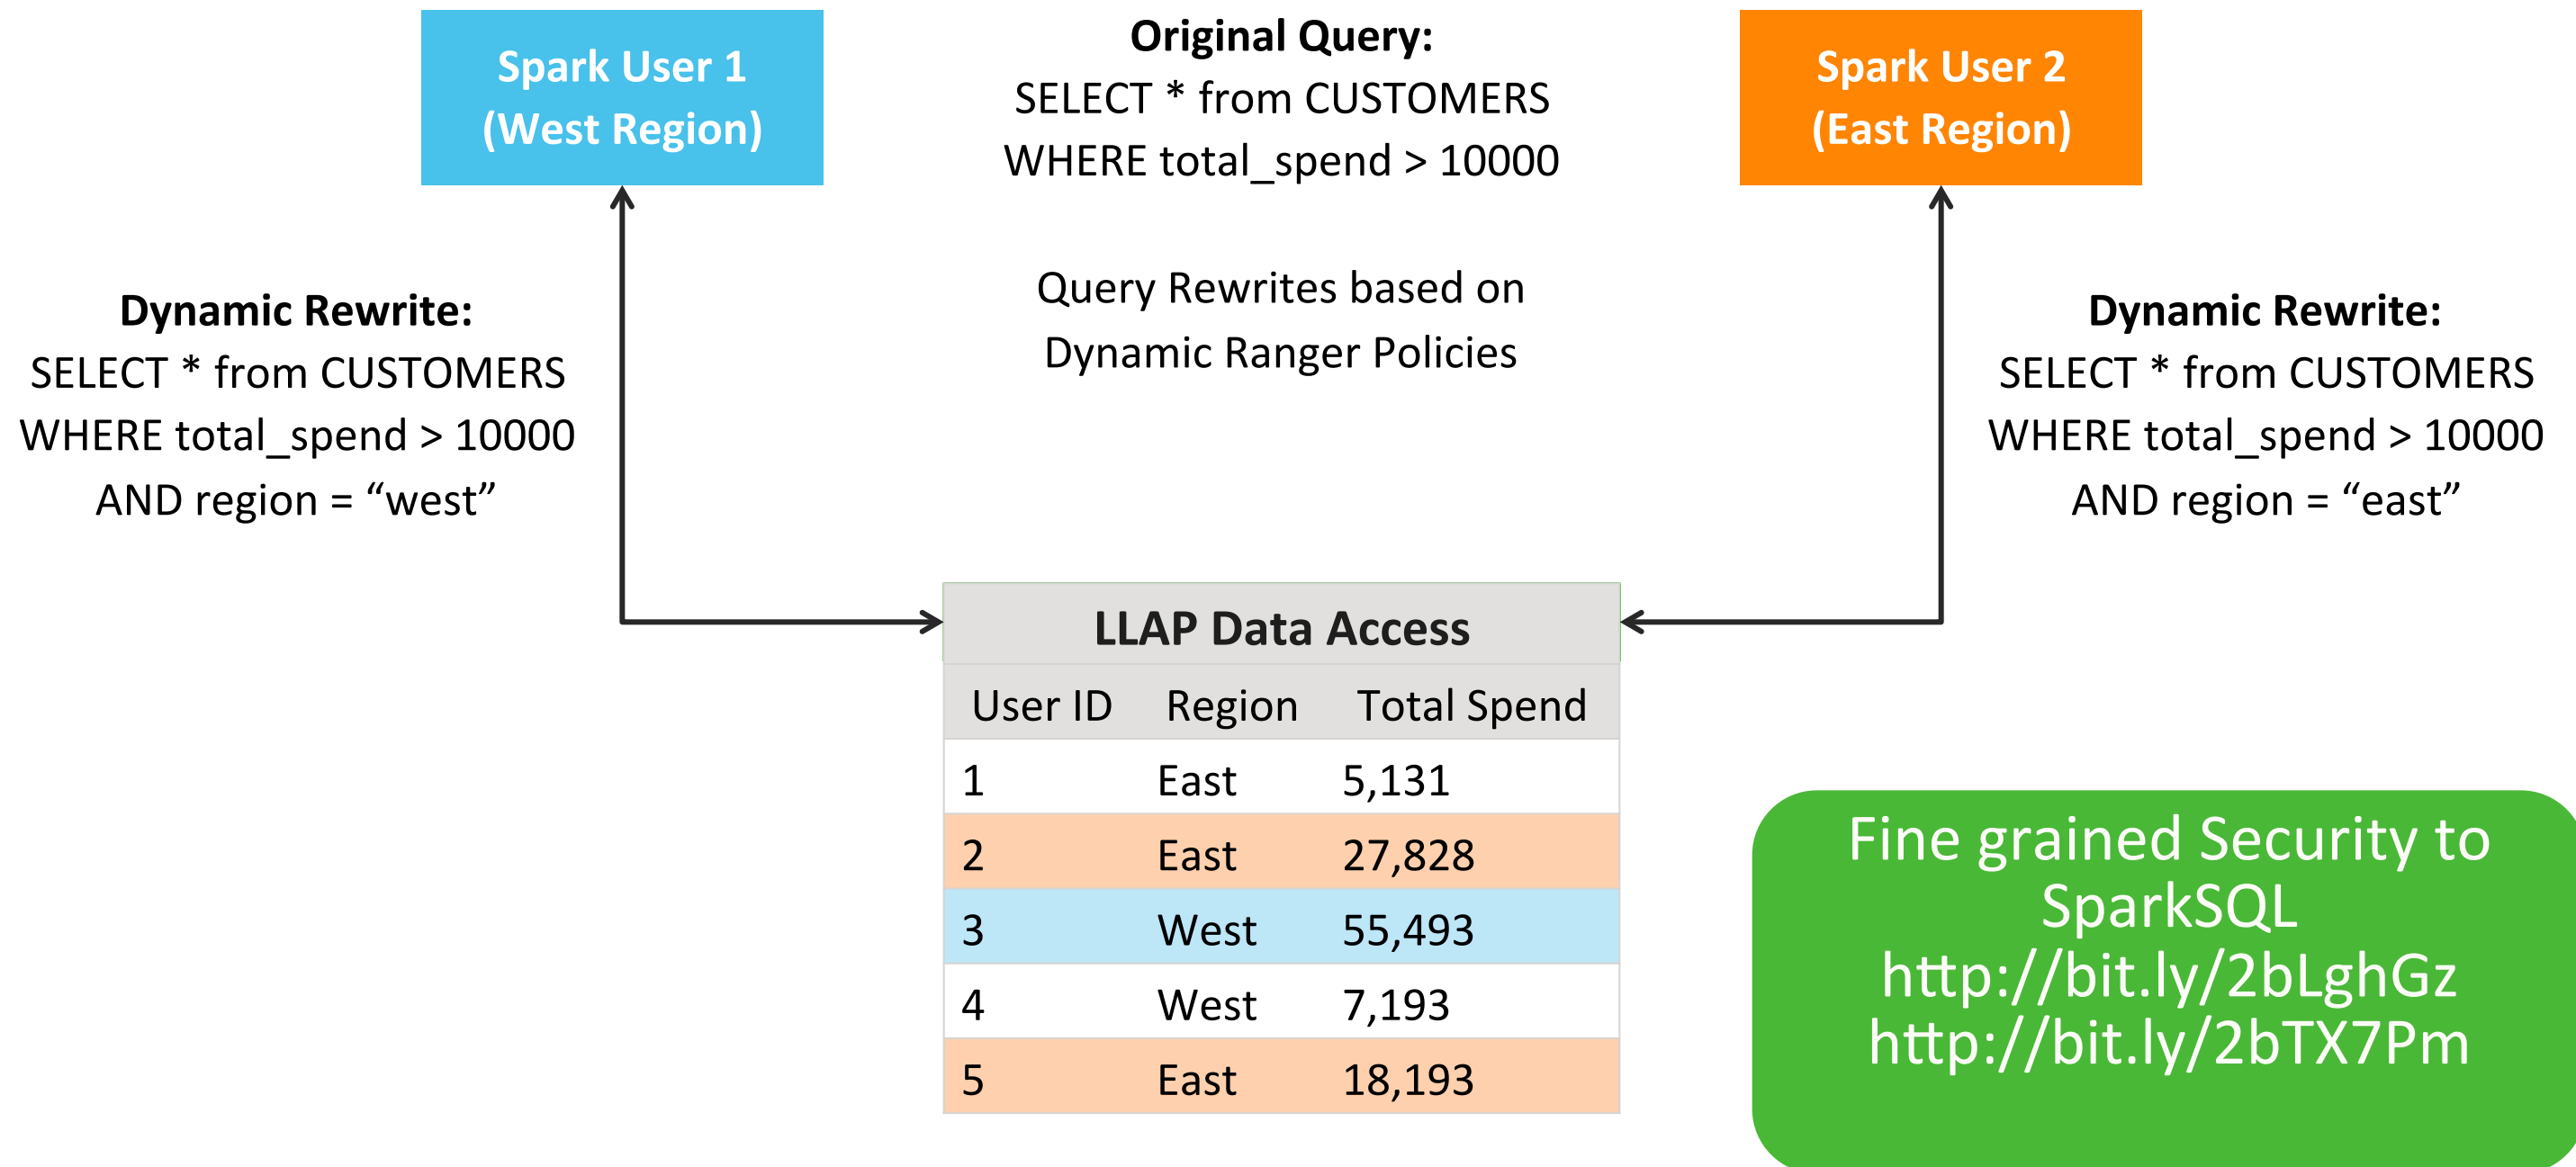 Spark User 1
(West Region)
Original Query:
SELECT * from CUSTOMERS
WHERE total_spend > 10000
Query Rewrites based on
Dynamic Ranger Policies
Spark User 2
(East Region)
Dynamic Rewrite:
SELECT * from CUSTOMERS
WHERE total_spend > 10000
AND region = “west”
Dynamic Rewrite:
SELECT * from CUSTOMERS
WHERE total_spend > 10000
AND region = “east”
LLAP Data Access
User ID Region Total Spend
1 East 5,131
2 East 27,828
3 West 55,493
4 West 7,193
5 East 18,193
Fine grained Security to
SparkSQL
http://bit.ly/2bLghGz
http://bit.ly/2bTX7Pm